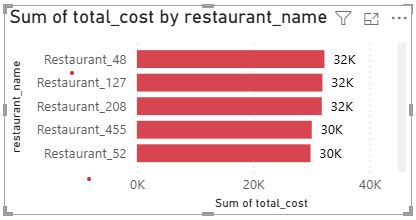 Sum of total_cost by restaurant_name
restaurant_name
Restaurant_48 32K
Restaurant_127 32K
Restaurant_208 32K
Restaurant_455 30K
Restaurant_52 30K
0K 20K 40K
Sum of total_cost